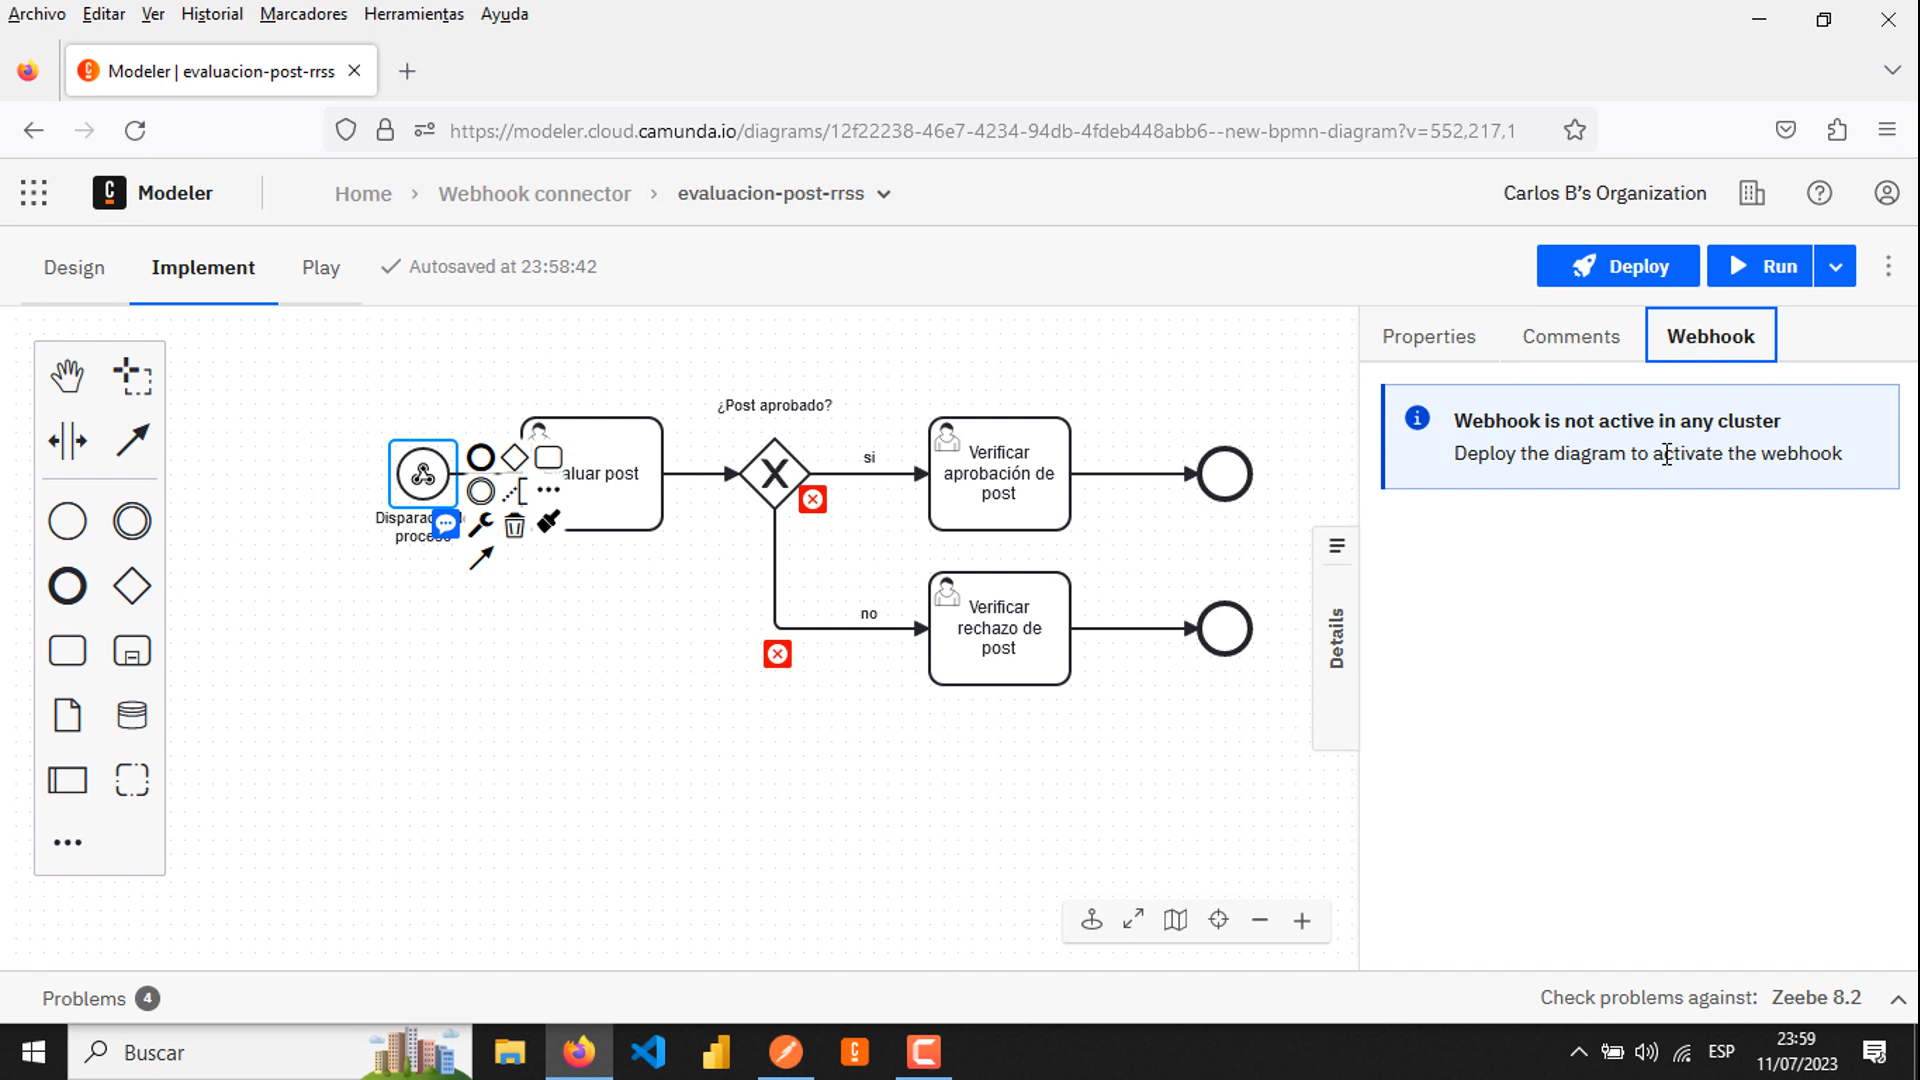 Archivo Editar Ver Historial Marcadores Herramientas Ayuda
Modeler | evaluacion-post-rrss
https://modeler.cloud.camunda.io/diagrams/12f22238-46e7-4234-94db-4fdeb448abb6--new-bpmn-diagram?v=552,217,1
Modeler
Home > Webhook connector > evaluacion-post-rrss
Carlos B's Organization
Design Implement Play Autosaved at 23:58:42
Deploy Run
Properties Comments Webhook
Webhook is not active in any cluster
Deploy the diagram to activate the webhook
¿Post aprobado?
aluar post
si
Verificar
aprobación de
post
no
Verificar
rechazo de
post
Details
Problems 4
Check problems against: Zeebe 8.2
Buscar
ESP
23:59
11/07/2023